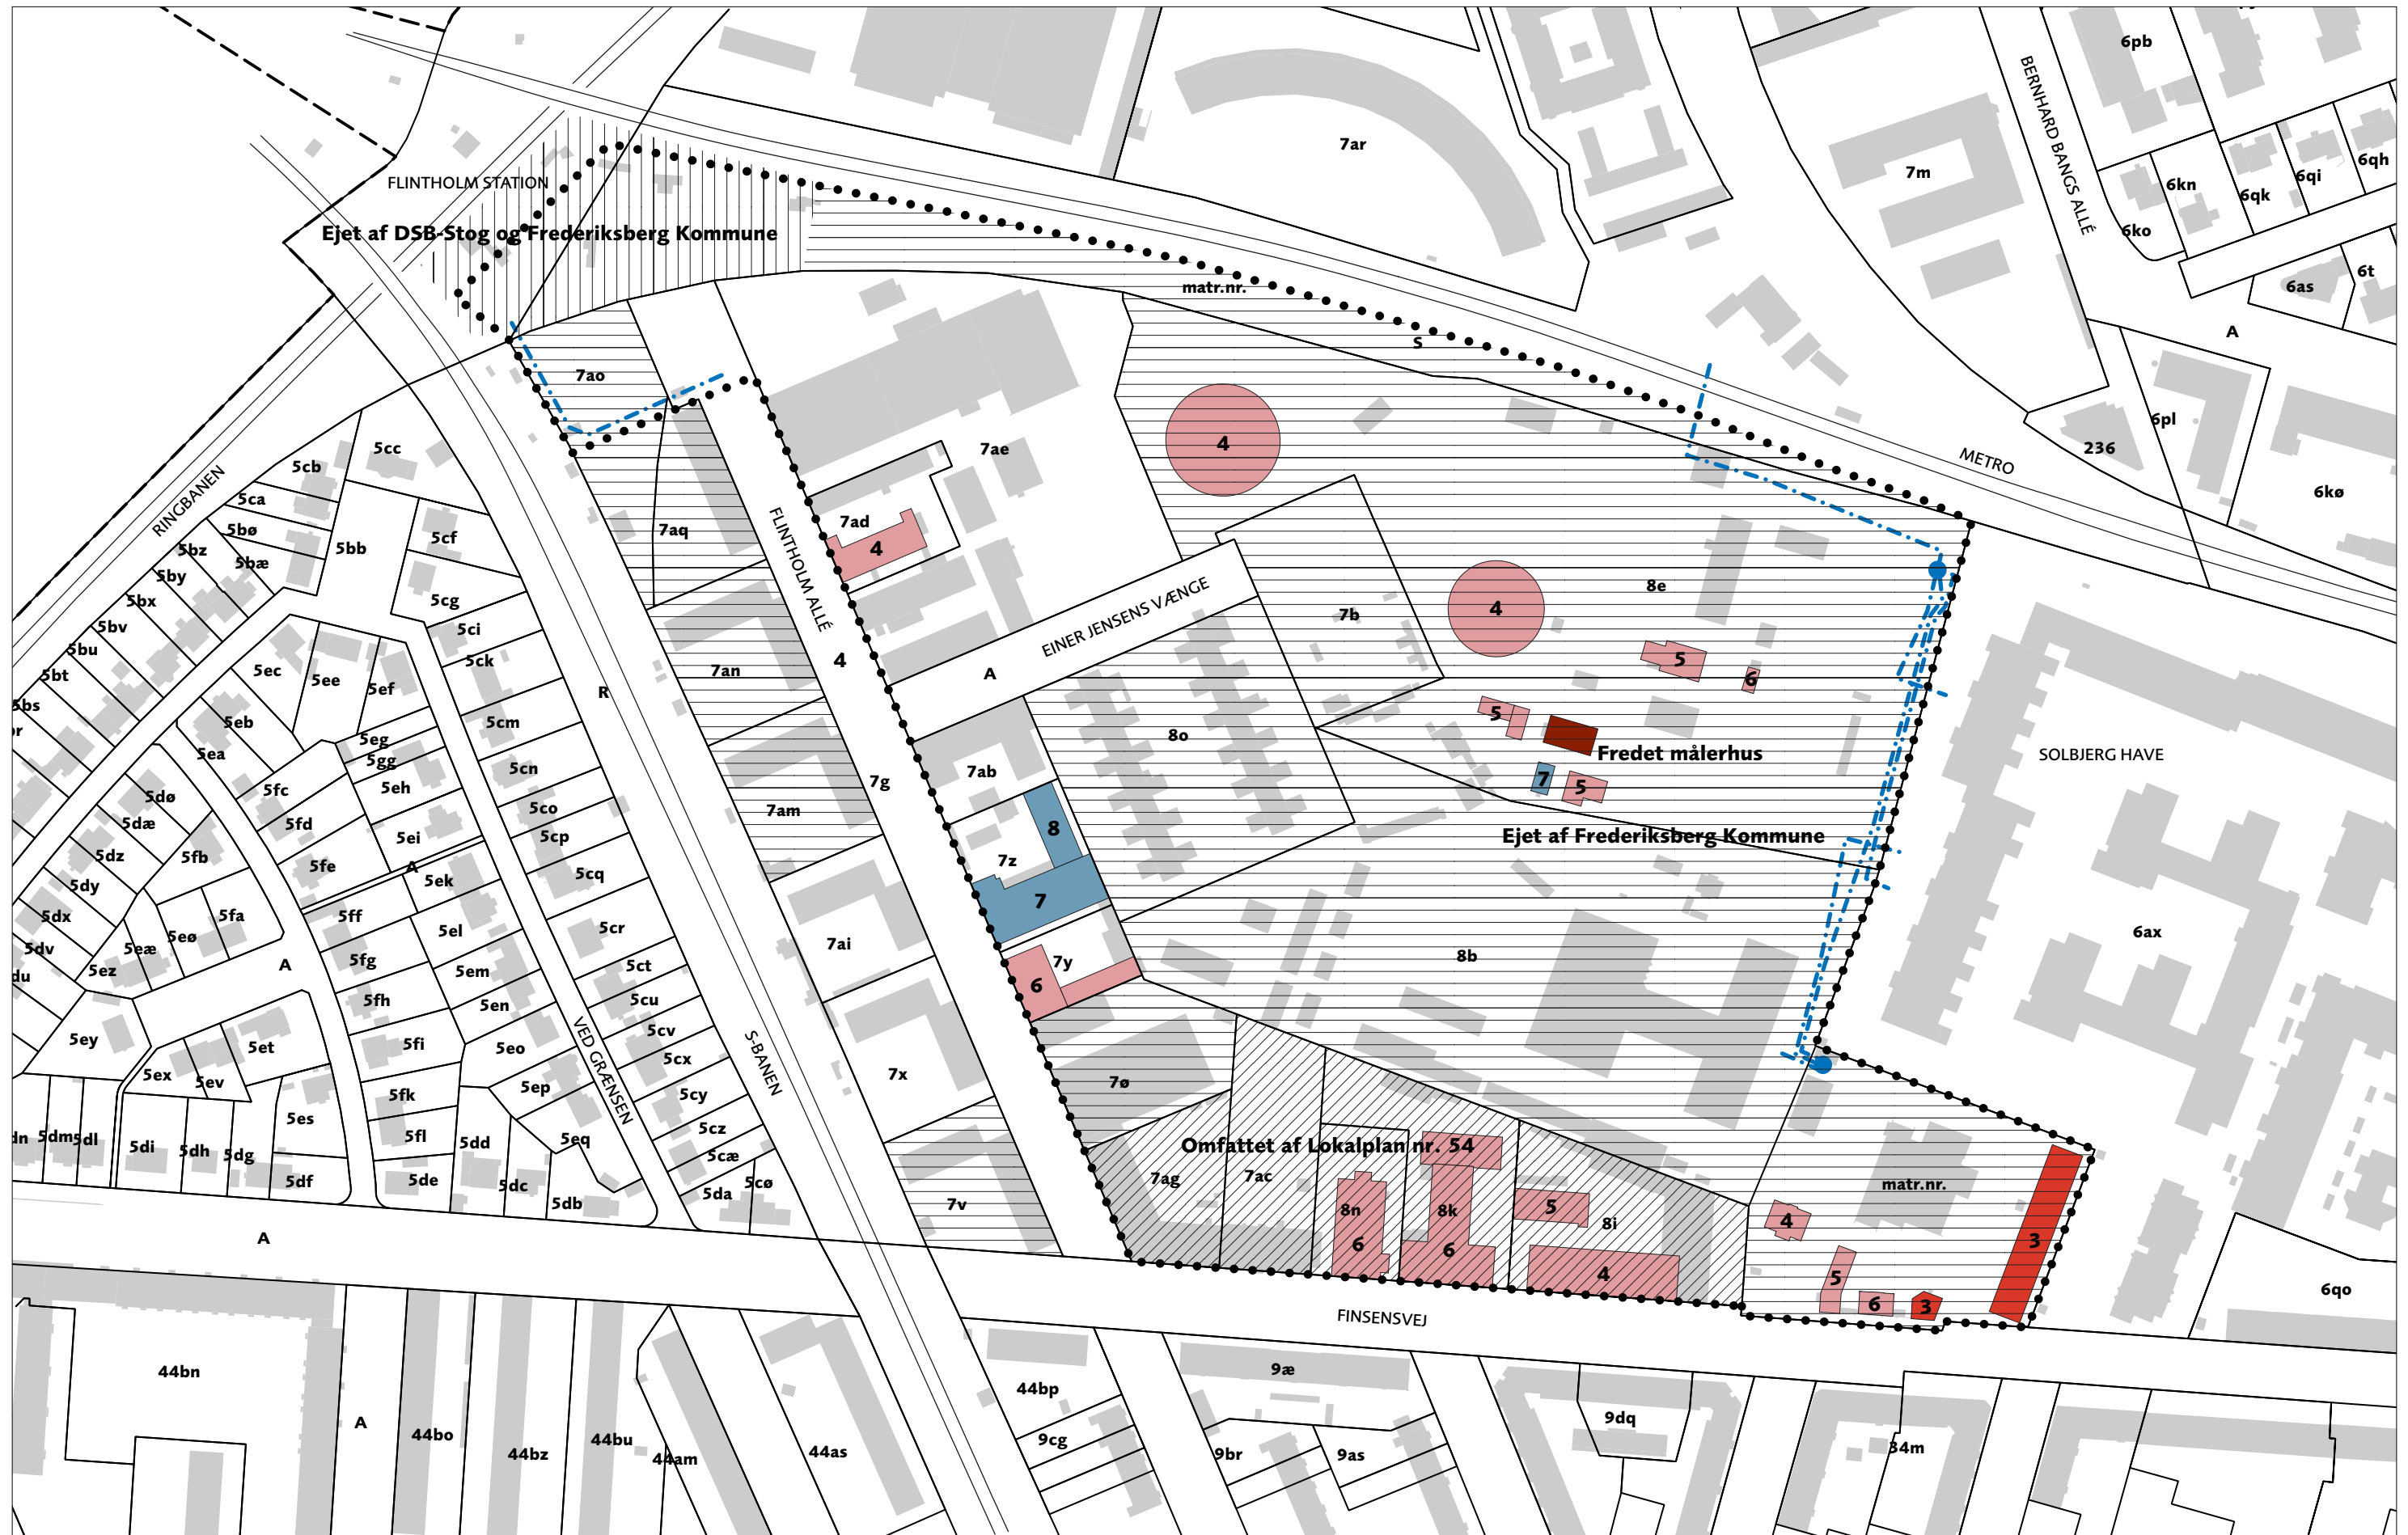 6pb
BERNHARD BANGS ALLÉ
7ar
7m
6kn
6qk
6qi
6qh
6ko
6t
6as
A
FLINTHOLM STATION
Ejet af DSB-Stog og Frederiksberg Kommune
matr.nr.
S
7ao
METRO
236
6pl
6kø
RINGBANEN
5cb
5cc
5ca
5bø
5bz
5bæ
5by
5bx
5bv
5bu
5bt
5bs
5bb
5cf
5cg
5ci
5ck
7aq
FLINTHOLM ALLÉ
7ae
7ad
4
4
4
EINER JENSENS VÆNGE
A
7b
8e
5
6
5
Fredet målerhus
7
5
Ejet af Frederiksberg Kommune
SOLBJERG HAVE
5ec
5ee
5ef
5eb
5ea
5eg
5gg
5eh
5ei
5cm
5cn
5co
5cp
5cq
R
7an
4
7g
7am
7ab
8o
8
7z
7
5dø
5dæ
5dz
5dy
5dx
5dv
du
5fc
5fd
5fe
5fb
A
5ek
5ff
5fa
5eø
5eæ
5ez
A
5fg
5el
5cr
5em
5ct
5fh
5en
5cu
5cv
7ai
7y
6
8b
6ax
5ey
5et
5ex
5ev
5fi
5eo
5ep
5cx
5cy
5cz
5cæ
VED GRÆNSEN
S-BANEN
7x
7ø
dn
5dm
5dl
5di
5dh
5dg
5es
5df
5fk
5fl
5de
5dd
5dc
5eq
5db
5da
5cø
7v
Omfattet af Lokalplan nr. 54
7ag
7ac
8n
6
8k
6
5
8i
4
matr.nr.
4
5
6
3
3
A
FINSENSVEJ
6qo
44bn
A
44bo
44bz
44bu
44am
44as
44bp
9cg
9æ
9br
9as
9dq
34m